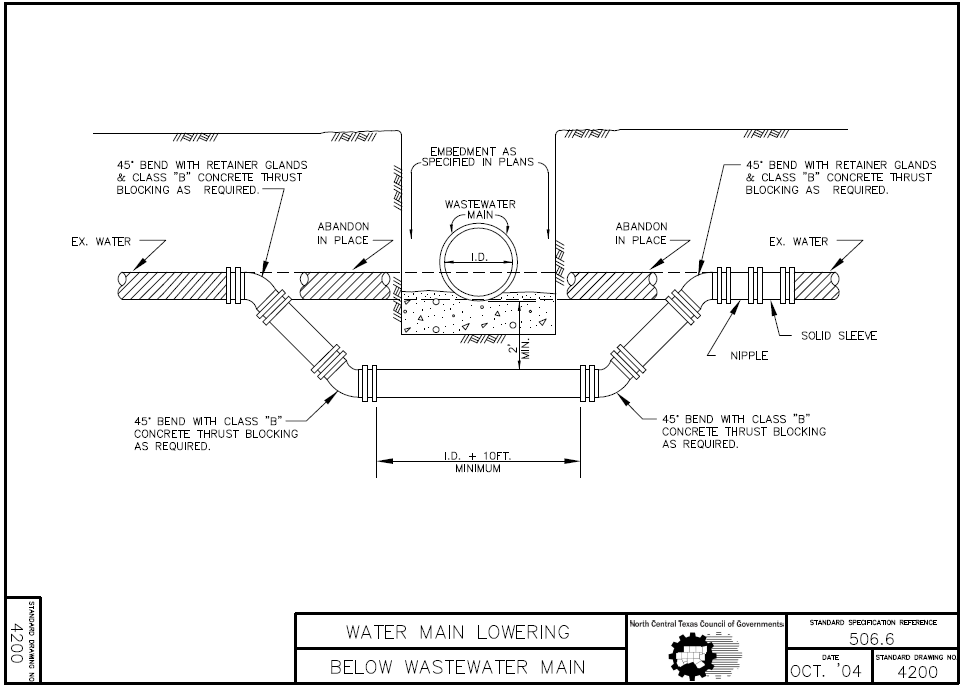 45° BEND WITH RETAINER GLANDS
& CLASS "B" CONCRETE THRUST
BLOCKING AS REQUIRED.
EMBEDMENT AS
SPECIFIED IN PLANS
45° BEND WITH RETAINER GLANDS
& CLASS "B" CONCRETE THRUST
BLOCKING AS REQUIRED.
WASTEWATER
MAIN
EX. WATER
ABANDON
IN PLACE
ABANDON
IN PLACE
EX. WATER
I.D.
2'
MIN.
SOLID SLEEVE
NIPPLE
45° BEND WITH CLASS "B"
CONCRETE THRUST BLOCKING
AS REQUIRED.
45° BEND WITH CLASS "B"
CONCRETE THRUST BLOCKING
AS REQUIRED.
I.D. + 10FT.
MINIMUM
STANDARD DRAWING NO.
4200
WATER MAIN LOWERING
BELOW WASTEWATER MAIN
North Central Texas Council of Governments
STANDARD SPECIFICATION REFERENCE
506.6
DATE
OCT. '04
STANDARD DRAWING NO.
4200